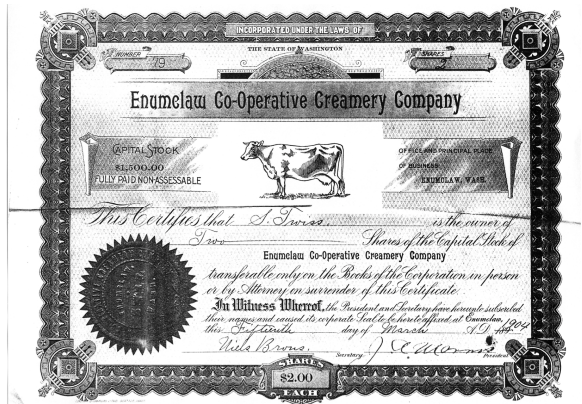 INCORPORATED UNDER THE LAWS OF
THE STATE OF WASHINGTON
NUMBER
79
SHARES
2
Enumclaw Co-Operative Creamery Company
CAPITAL STOCK
$1,500.00
FULLY PAID NON-ASSESSABLE
OFFICE AND PRINCIPAL PLACE
OF BUSINESS
ENUMCLAW, WASH.
This Certifies that S. Twiss. is the owner of
Two Shares of the Capital Stock of
Enumclaw Co-Operative Creamery Company
transferable only on the Books of the Corporation in person
or by Attorney on surrender of this Certificate.
In Witness Whereof, the President and Secretary have hereunto subscribed
their names and caused its corporate Seal to be hereto affixed, at Enumclaw,
this Fifteenth day of March A.D. 1904
Niels Bruns. Secretary. President
SHARES
$2.00
EACH